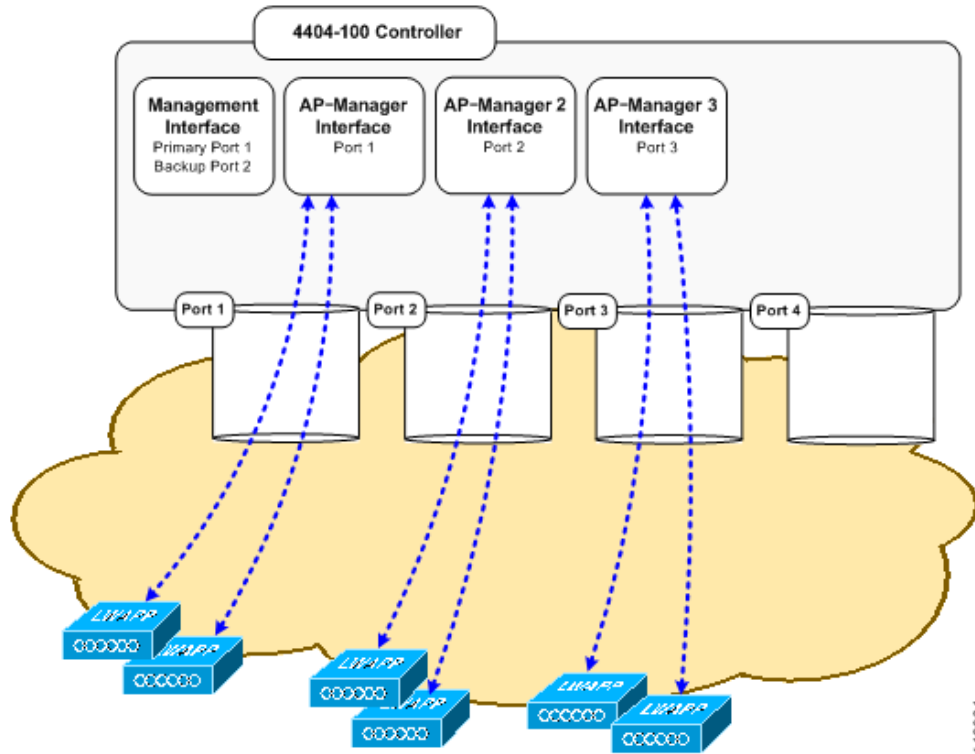 4404-100 Controller
Management
Interface
Primary Port 1
Backup Port 2
AP-Manager
Interface
Port 1
AP-Manager 2
Interface
Port 2
AP-Manager 3
Interface
Port 3
Port 1
Port 2
Port 3
Port 4
LWAPP
LWAPP
LWAPP
LWAPP
LWAPP
LWAPP